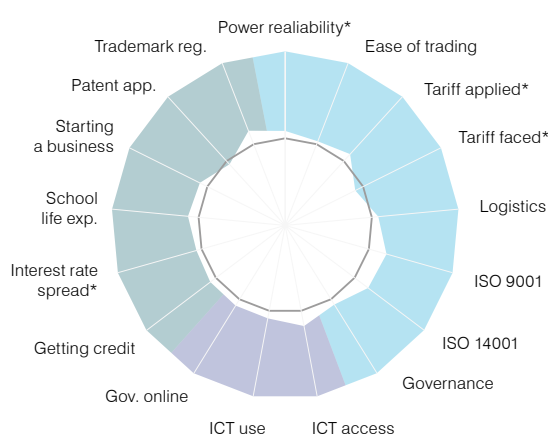 Power realiability*
Ease of trading
Tariff applied*
Tariff faced*
Logistics
ISO 9001
ISO 14001
Governance
ICT access
ICT use
Gov. online
Getting credit
Interest rate
spread*
School
life exp.
Starting
a business
Patent app.
Trademark reg.